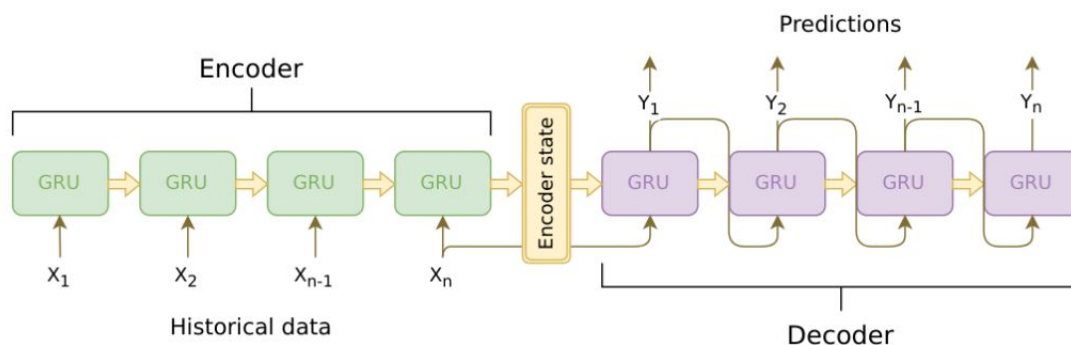 Predictions
Encoder
Y1 Y2 Yn-1 Yn
GRU GRU GRU GRU Encoder state GRU GRU GRU GRU
X1 X2 Xn-1 Xn
Historical data
Decoder